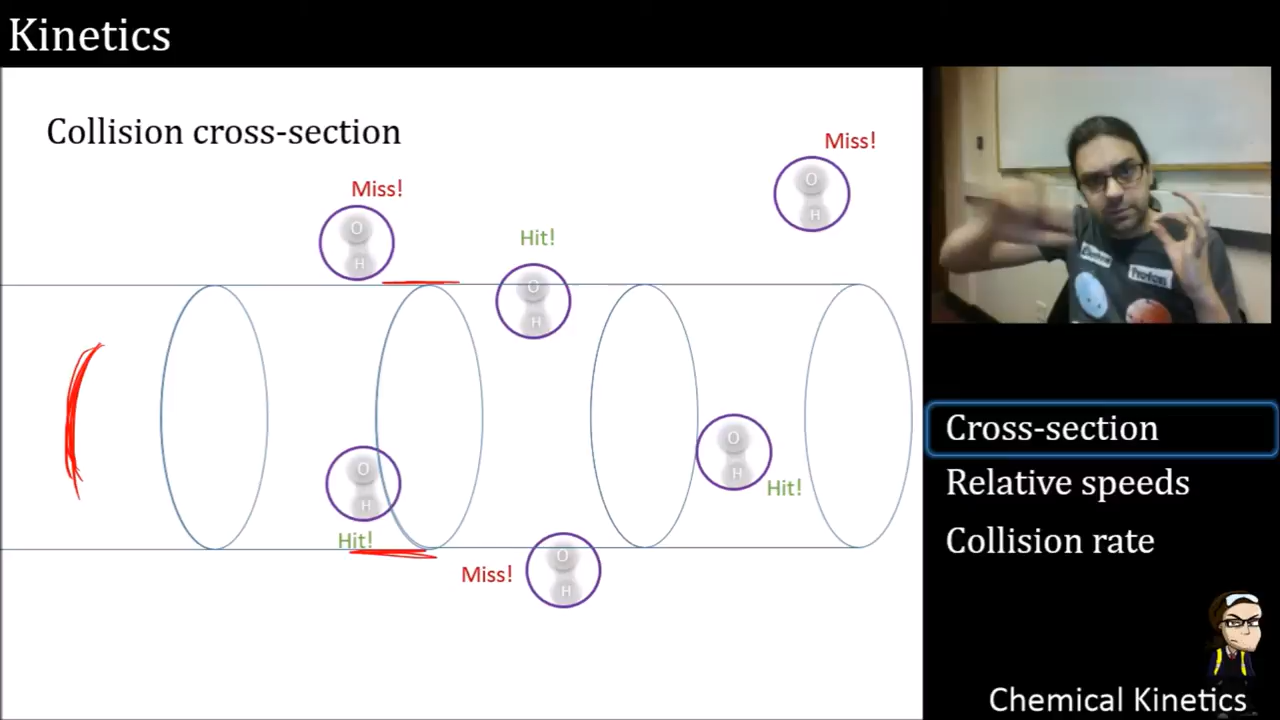 Kinetics
Collision cross-section
Miss!
O
H
Miss!
O
H
Hit!
O
H
O
H
Hit!
O
H
Hit!
Miss!
O
H
Cross-section
Relative speeds
Collision rate
Chemical Kinetics